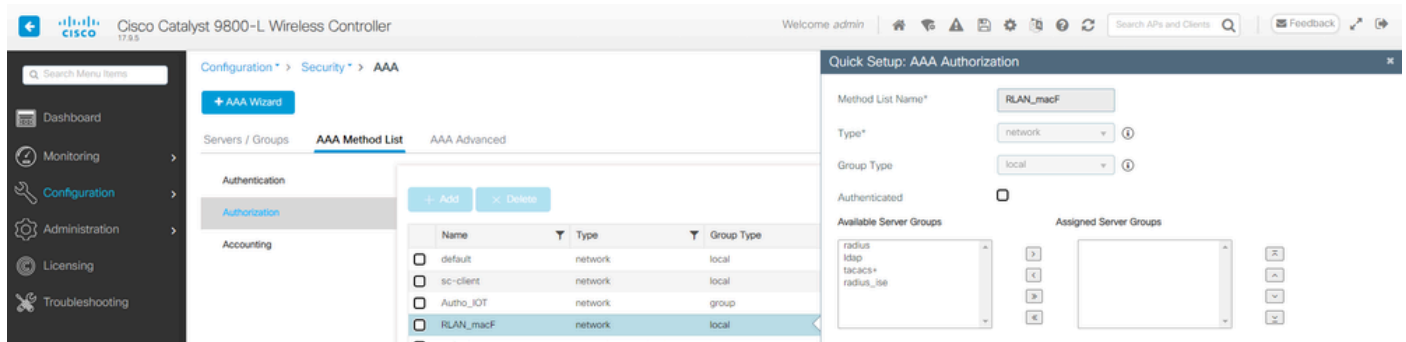 CISCO
Cisco Catalyst 9800-L Wireless Controller
17.9.5
Welcome admin
Search APs and Clients
Feedback
Search Menu Items
Dashboard
Monitoring
Configuration
Administration
Licensing
Troubleshooting
Configuration * > Security * > AAA
+ AAA Wizard
Servers / Groups AAA Method List AAA Advanced
Authentication
Authorization
Accounting
+ Add × Delete
Name Type Group Type
default network local
sc-client network local
Autho_IOT network group
RLAN_macF network local
Quick Setup: AAA Authorization
Method List Name* RLAN_macF
Type* network
Group Type local
Authenticated
Available Server Groups Assigned Server Groups
radius
ldap
tacacs+
radius_ise